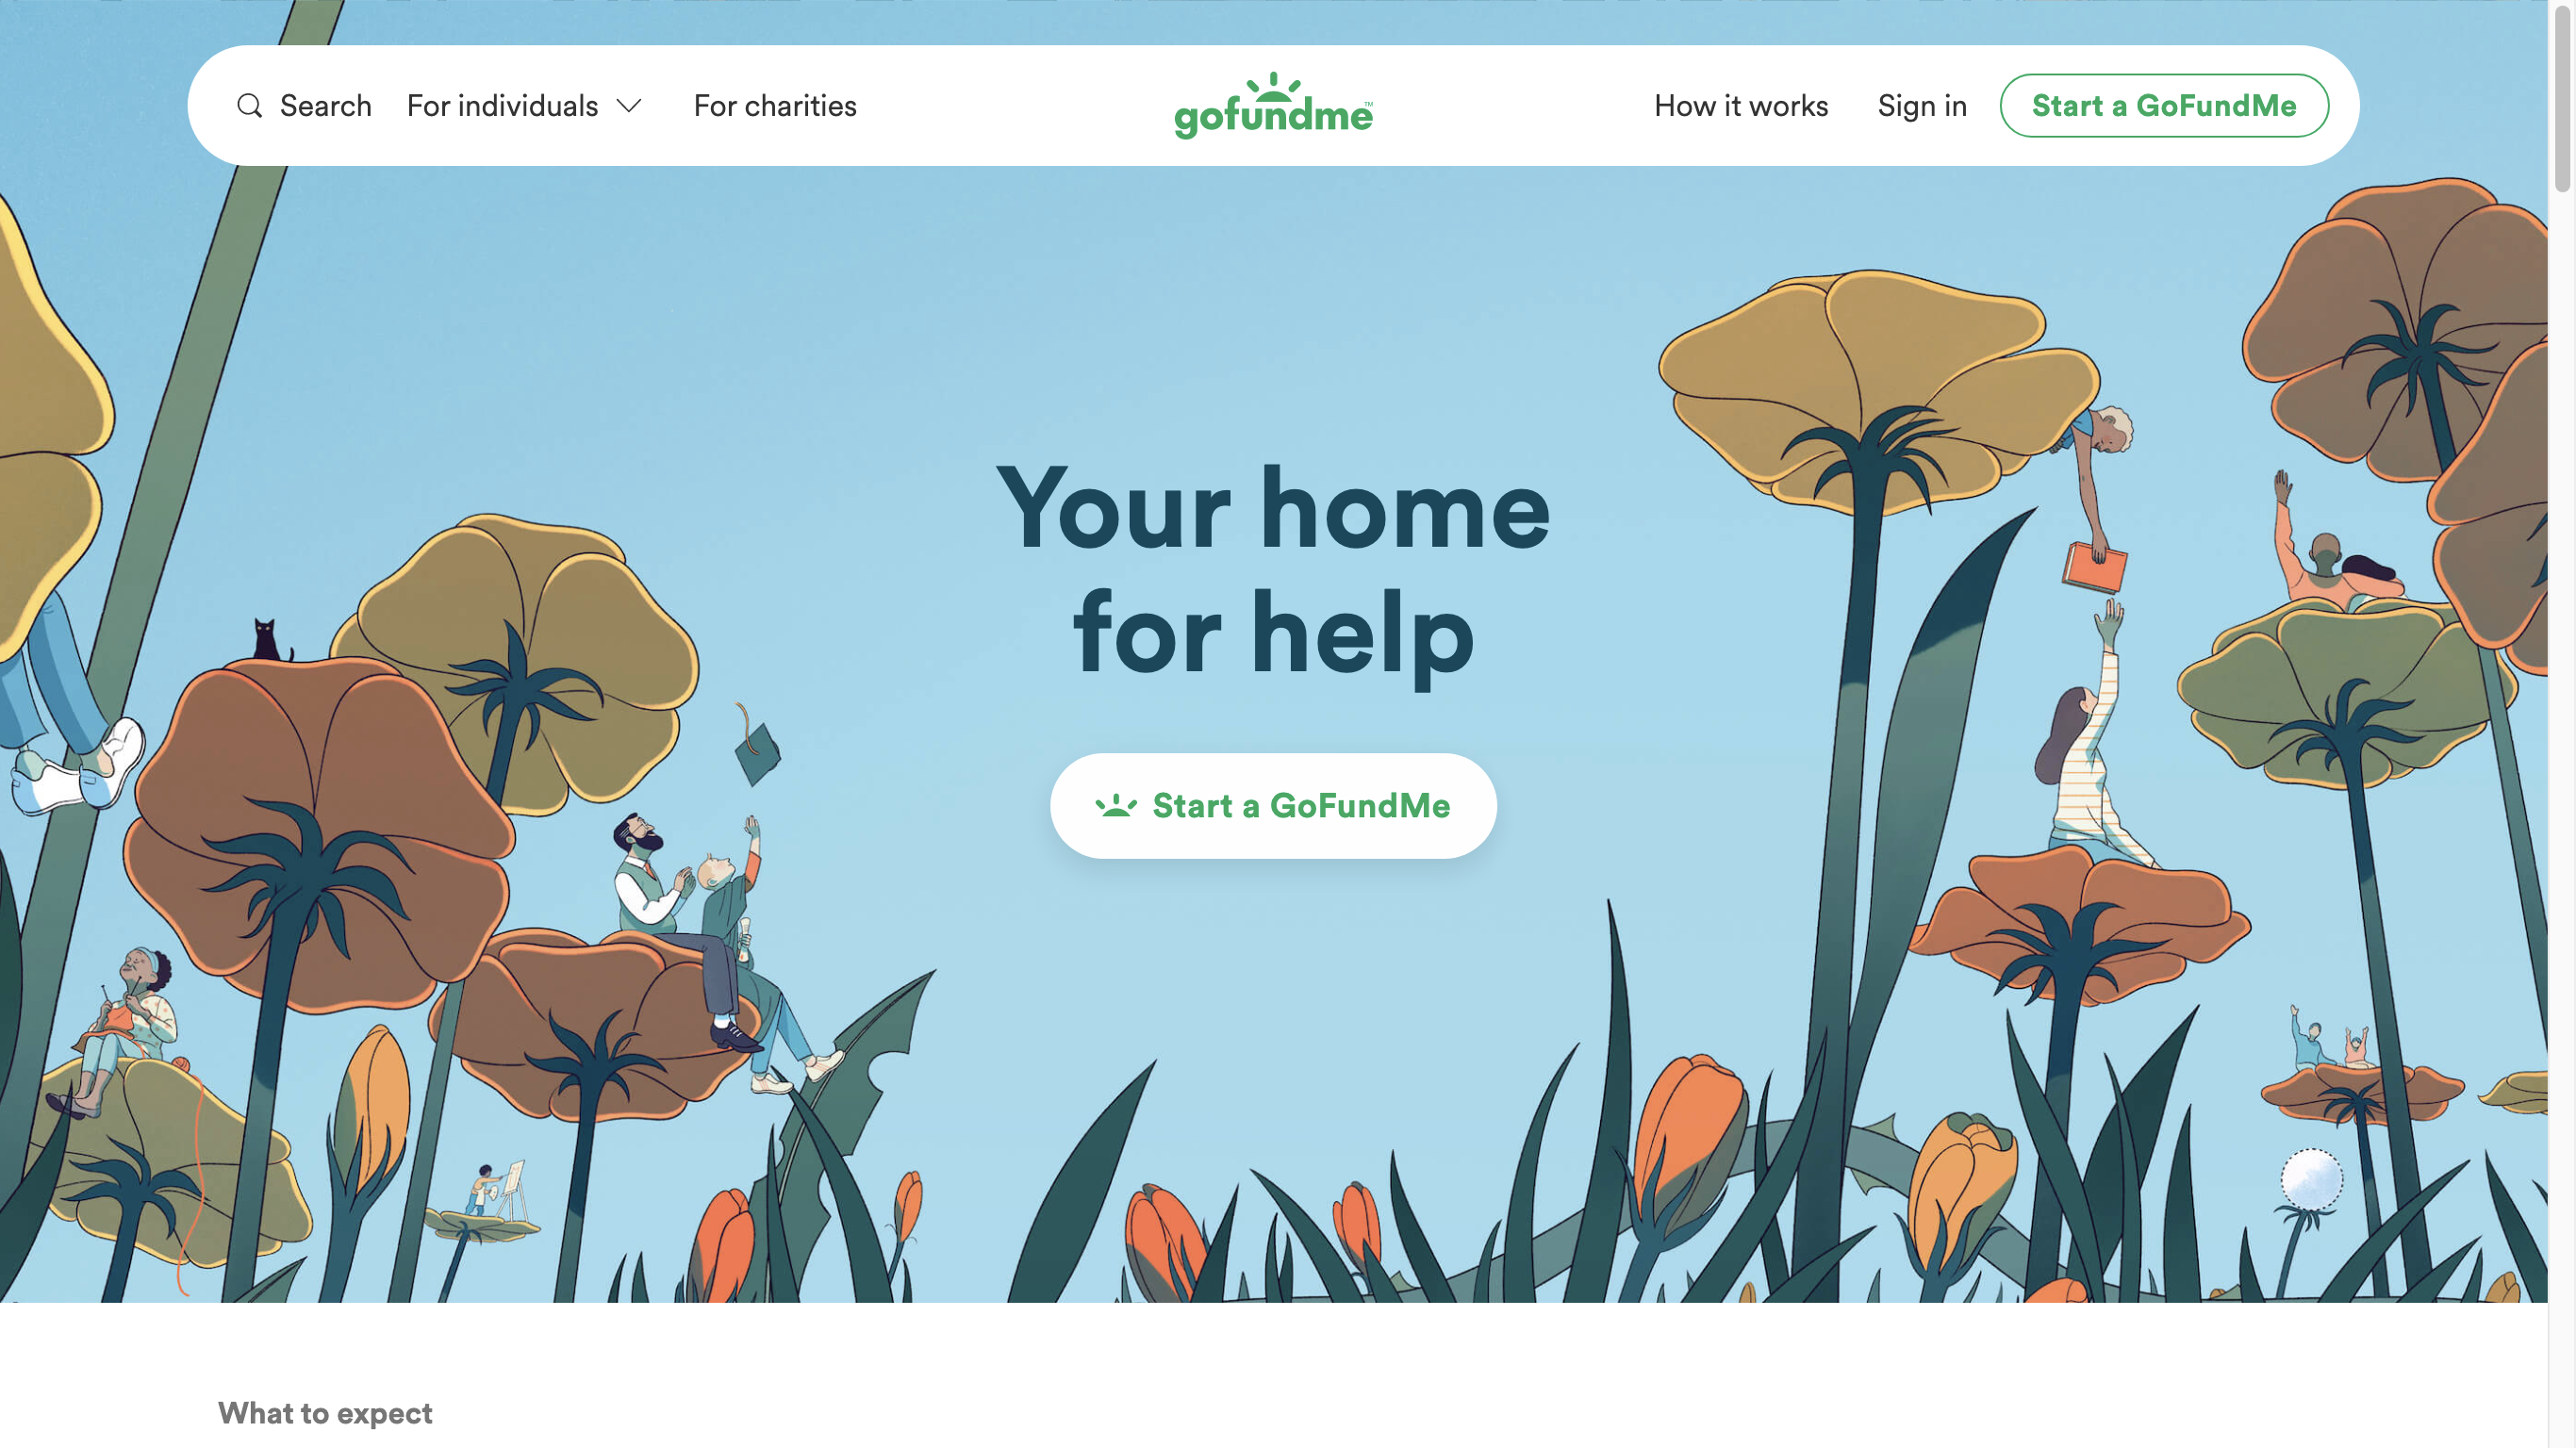 Search For individuals For charities gofundme™ How it works Sign in Start a GoFundMe
Your home
for help
Start a GoFundMe
What to expect